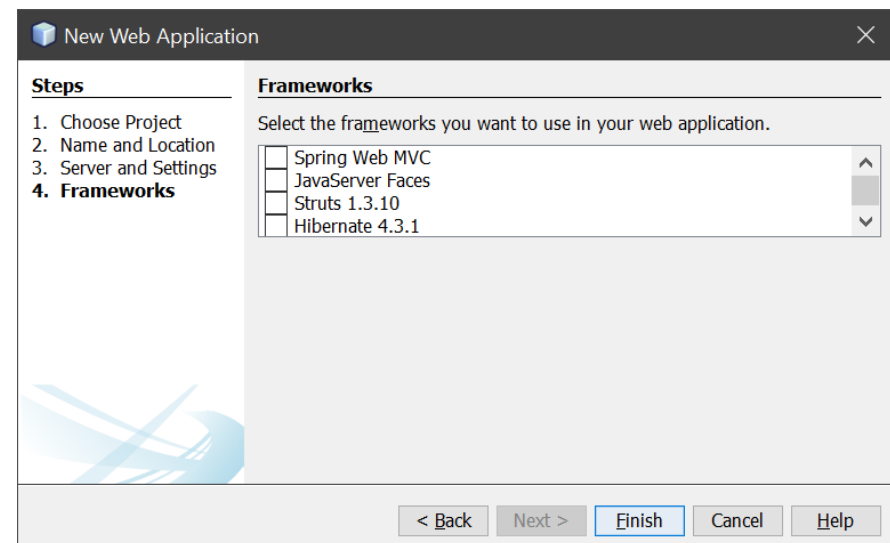 New Web Applicatio n
Steps
1. Choose Project
2. Name and Location
3. Server and Settings
4. Frameworks
Frameworks
Select the frameworks you want to use in your web application.
Spring Web MVC
JavaServer Faces
Struts 1.3.10
Hibernate 4.3.1
< Back Next > Finish Cancel Help